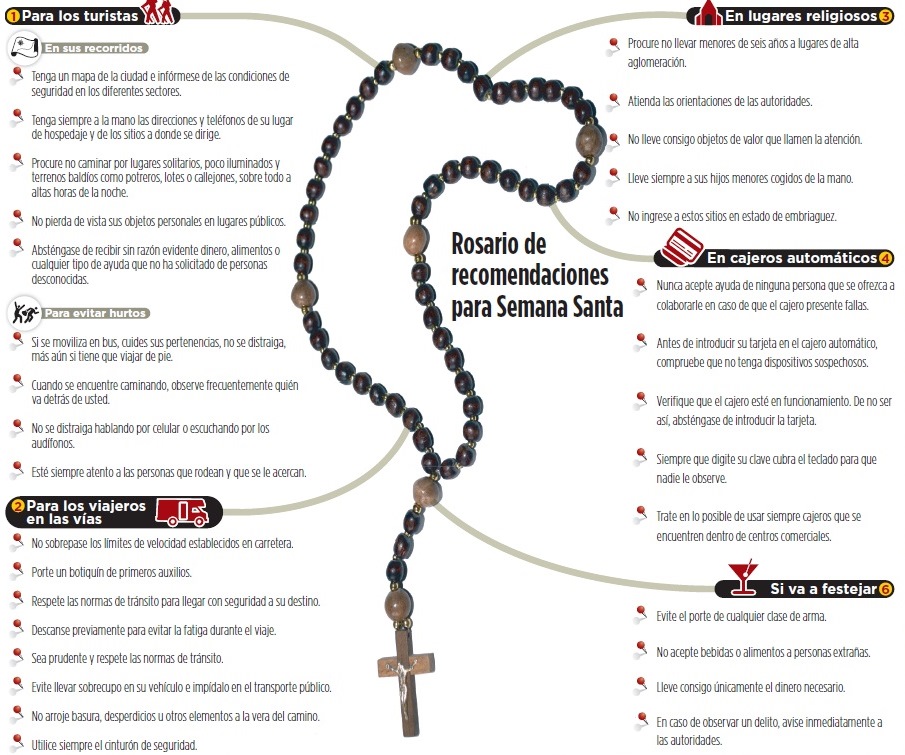 1 Para los turistas
En sus recorridos
Tenga un mapa de la ciudad e infórmese de las condiciones de
seguridad en los diferentes sectores.
Tenga siempre a la mano las direcciones y teléfonos de su lugar
de hospedaje y de los sitios a donde se dirige.
Procure no caminar por lugares solitarios, poco iluminados y
terrenos baldíos como potreros, lotes o callejones, sobre todo a
altas horas de la noche.
No pierda de vista sus objetos personales en lugares públicos.
Absténgase de recibir sin razón evidente dinero, alimentos o
cualquier tipo de ayuda que no ha solicitado de personas
desconocidas.
Para evitar hurtos
Si se moviliza en bus, cuides sus pertenencias, no se distraiga,
más aún si tiene que viajar de pie.
Cuando se encuentre caminando, observe frecuentemente quién
va detrás de usted.
No se distraiga hablando por celular o escuchando por los
audífonos.
Esté siempre atento a las personas que rodean y que se le acercan.
2 Para los viajeros
en las vías
No sobrepase los límites de velocidad establecidos en carretera.
Porte un botiquín de primeros auxilios.
Respete las normas de tránsito para llegar con seguridad a su destino.
Descanse previamente para evitar la fatiga durante el viaje.
Sea prudente y respete las normas de tránsito.
Evite llevar sobrecupo en su vehículo e impídalo en el transporte público.
No arroje basura, desperdicios u otros elementos a la vera del camino.
Utilice siempre el cinturón de seguridad.
Rosario de
recomendaciones
para Semana Santa
En lugares religiosos 3
Procure no llevar menores de seis años a lugares de alta
aglomeración.
Atienda las orientaciones de las autoridades.
No lleve consigo objetos de valor que llamen la atención.
Lleve siempre a sus hijos menores cogidos de la mano.
No ingrese a estos sitios en estado de embriaguez.
En cajeros automáticos 4
Nunca acepte ayuda de ninguna persona que se ofrezca a
colaborarle en caso de que el cajero presente fallas.
Antes de introducir su tarjeta en el cajero automático,
compruebe que no tenga dispositivos sospechosos.
Verifique que el cajero esté en funcionamiento. De no ser
así, absténgase de introducir la tarjeta.
Siempre que digite su clave cubra el teclado para que
nadie le observe.
Trate en lo posible de usar siempre cajeros que se
encuentren dentro de centros comerciales.
Si va a festejar 6
Evite el porte de cualquier clase de arma.
No acepte bebidas o alimentos a personas extrañas.
Lleve consigo únicamente el dinero necesario.
En caso de observar un delito, avise inmediatamente a
las autoridades.